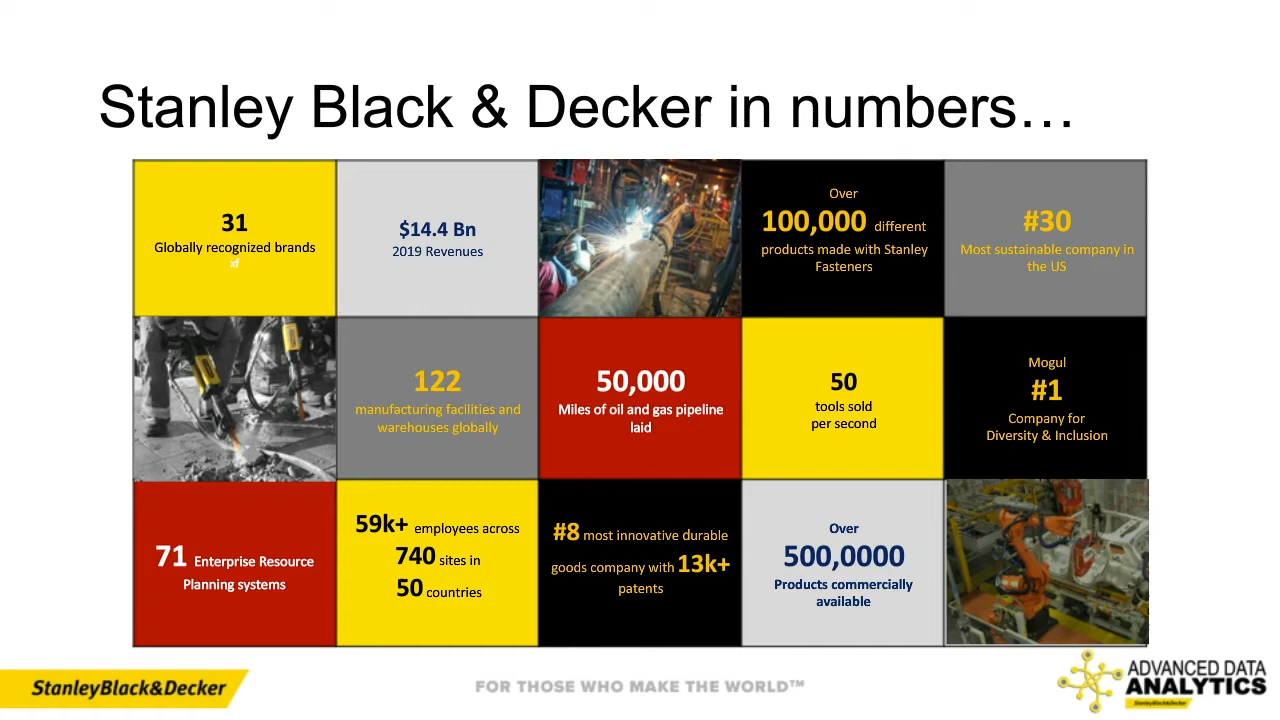 Stanley Black & Decker in numbers…
31
Globally recognized brands
xf
$14.4 Bn
2019 Revenues
Over
100,000 different
products made with Stanley
Fasteners
#30
Most sustainable company in
the US
122
manufacturing facilities and
warehouses globally
50,000
Miles of oil and gas pipeline
laid
50
tools sold
per second
Mogul
#1
Company for
Diversity & Inclusion
71 Enterprise Resource
Planning systems
59k+ employees across
740 sites in
50 countries
#8 most innovative durable
goods company with 13k+
patents
Over
500,0000
Products commercially
available
StanleyBlack&Decker
FOR THOSE WHO MAKE THE WORLD™
ADVANCED DATA
ANALYTICS
StanleyBlack&Decker